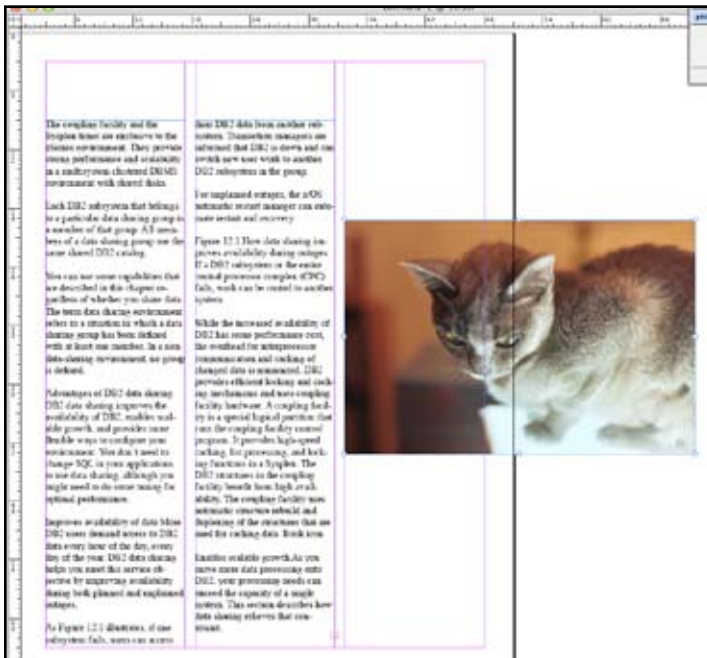 The coupling facility and the
Sysplex timer are exclusive to the
sharing environment. They provide
strong performance and scalability
in a multisystem clustered DBMS
environment with shared disks.
Each DB2 subsystem that belongs
to a particular data sharing group is
a member of that group. All mem-
bers of a data sharing group use the
same shared DB2 catalog.
You can use some capabilities that
are described in this chapter re-
gardless of whether you share data.
The term data sharing environment
refers to a situation in which a data
sharing group has been defined
with at least one member. In a non-
data-sharing environment, no group
is defined.
Advantages of DB2 data sharing
DB2 data sharing improves the
availability of DB2, enables scal-
able growth, and provides more
flexible ways to configure your
environment. You don't need to
change SQL in your applications
to use data sharing, although you
might need to do some tuning for
optimal performance.
Improves availability of data More
DB2 users demand access to DB2
data every hour of the day, every
day of the year. DB2 data sharing
helps you meet this service ob-
jective by improving availability
during both planned and unplanned
outages.
As Figure 12.1 illustrates, if one
subsystem fails, users can access
their DB2 data from another sub-
system. Transaction managers are
informed that DB2 is down and can
switch new user work to another
DB2 subsystem in the group.
For unplanned outages, the z/OS
automatic restart manager can auto-
mate restart and recovery.
Figure 12.1 How data sharing im-
proves availability during outages
If a DB2 subsystem or the entire
central processor complex (CPC)
fails, work can be routed to another
system.
While the increased availability of
DB2 has some performance cost,
the overhead for interprocessor
communication and caching of
changed data is minimized. DB2
provides efficient locking and cach-
ing mechanisms and uses coupling
facility hardware. A coupling facil-
ity is a special logical partition that
runs the coupling facility control
program. It provides high-speed
caching, list processing, and lock-
ing functions in a Sysplex. The
DB2 structures in the coupling
facility benefit from high avail-
ability. The coupling facility uses
automatic structure rebuild and
duplexing of the structures that are
used for caching data. Book icon
Enables scalable growth.As you
move more data processing onto
DB2, your processing needs can
exceed the capacity of a single
system. This section describes how
data sharing relieves that con-
straint.